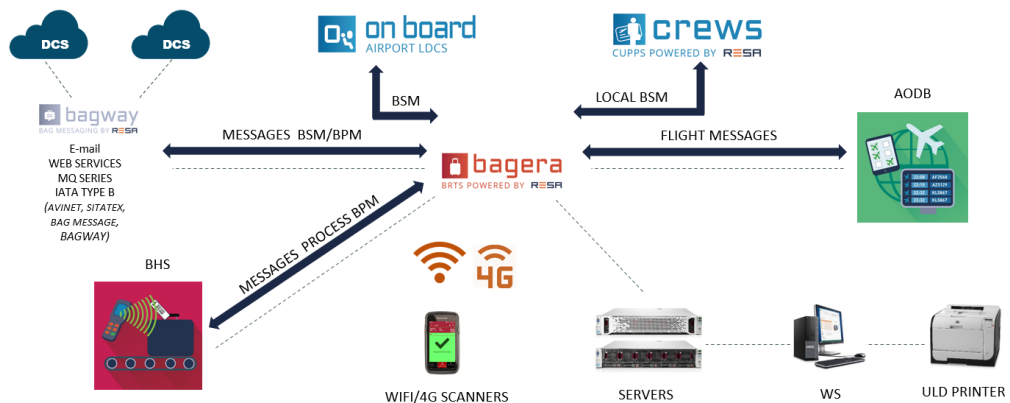 DCS
DCS
on board
AIRPORT LDCS
crews
CUPPS POWERED BY RESA
BSM
LOCAL BSM
AODB
bagway
BAG MESSAGING BY RESA
MESSAGES BSM/BPM
FLIGHT MESSAGES
E-mail
WEB SERVICES
MQ SERIES
IATA TYPE B
(AVINET, SITATEX,
BAG MESSAGE,
BAGWAY)
bagera
BRTS POWERED BY RESA
MESSAGES PROCESS BPM
BHS
4G
WIFI/4G SCANNERS
SERVERS
WS
ULD PRINTER